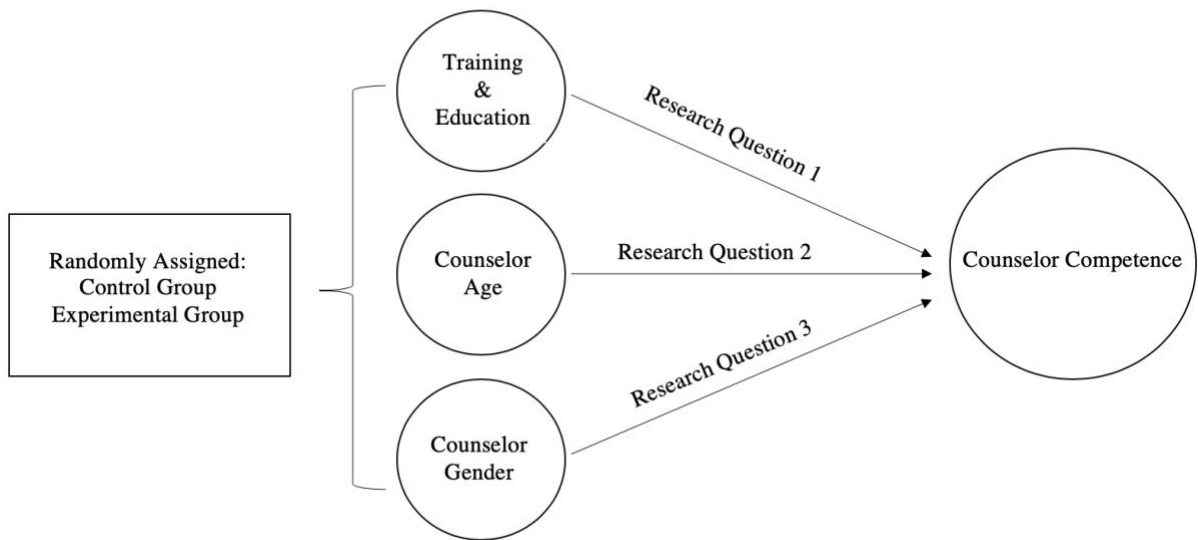 Randomly Assigned:
Control Group
Experimental Group
Training
&
Education
Counselor
Age
Counselor
Gender
Research Question 1
Research Question 2
Research Question 3
Counselor Competence